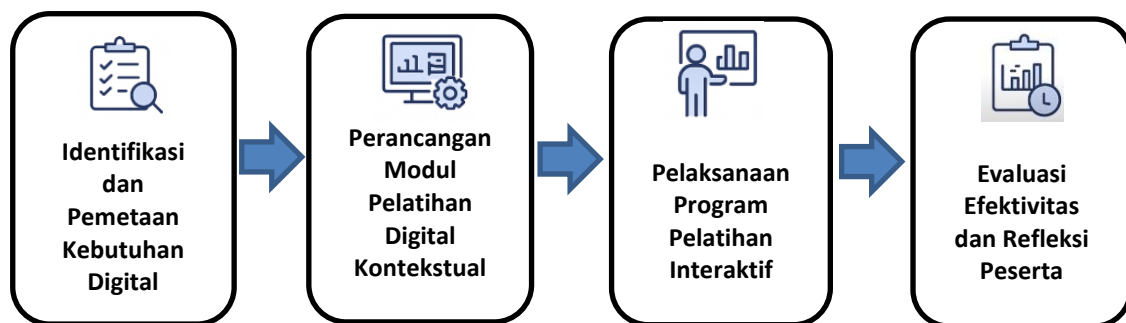 Identifikasi
dan
Pemetaan
Kebutuhan
Digital
Perancangan
Modul
Pelatihan
Digital
Kontekstual
Pelaksanaan
Program
Pelatihan
Interaktif
Evaluasi
Efektivitas
dan Refleksi
Peserta